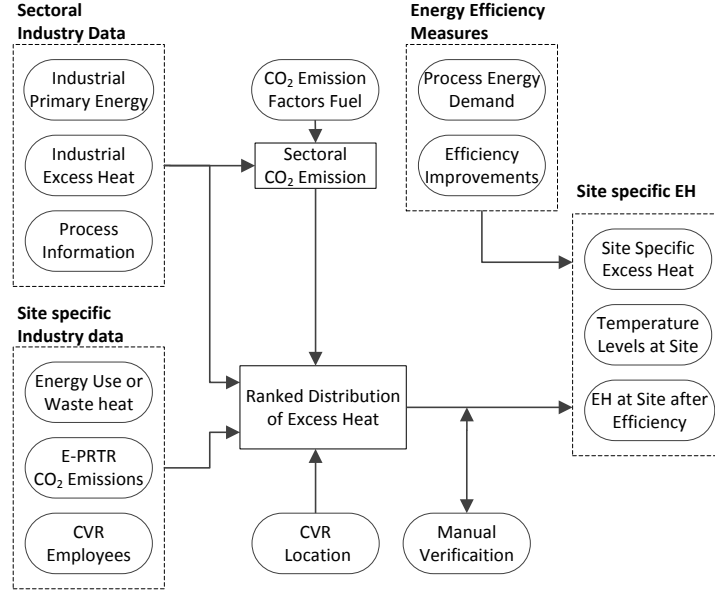 Sectoral
Industry Data
Industrial
Primary Energy
Industrial
Excess Heat
Process
Information
CO₂ Emission
Factors Fuel
Sectoral
CO₂ Emission
Energy Efficiency
Measures
Process Energy
Demand
Efficiency
Improvements
Site specific EH
Site Specific
Excess Heat
Temperature
Levels at Site
EH at Site after
Efficiency
Site specific
Industry data
Energy Use or
Waste heat
E-PRTR
CO₂ Emissions
CVR
Employees
Ranked Distribution
of Excess Heat
CVR
Location
Manual
Verificaition